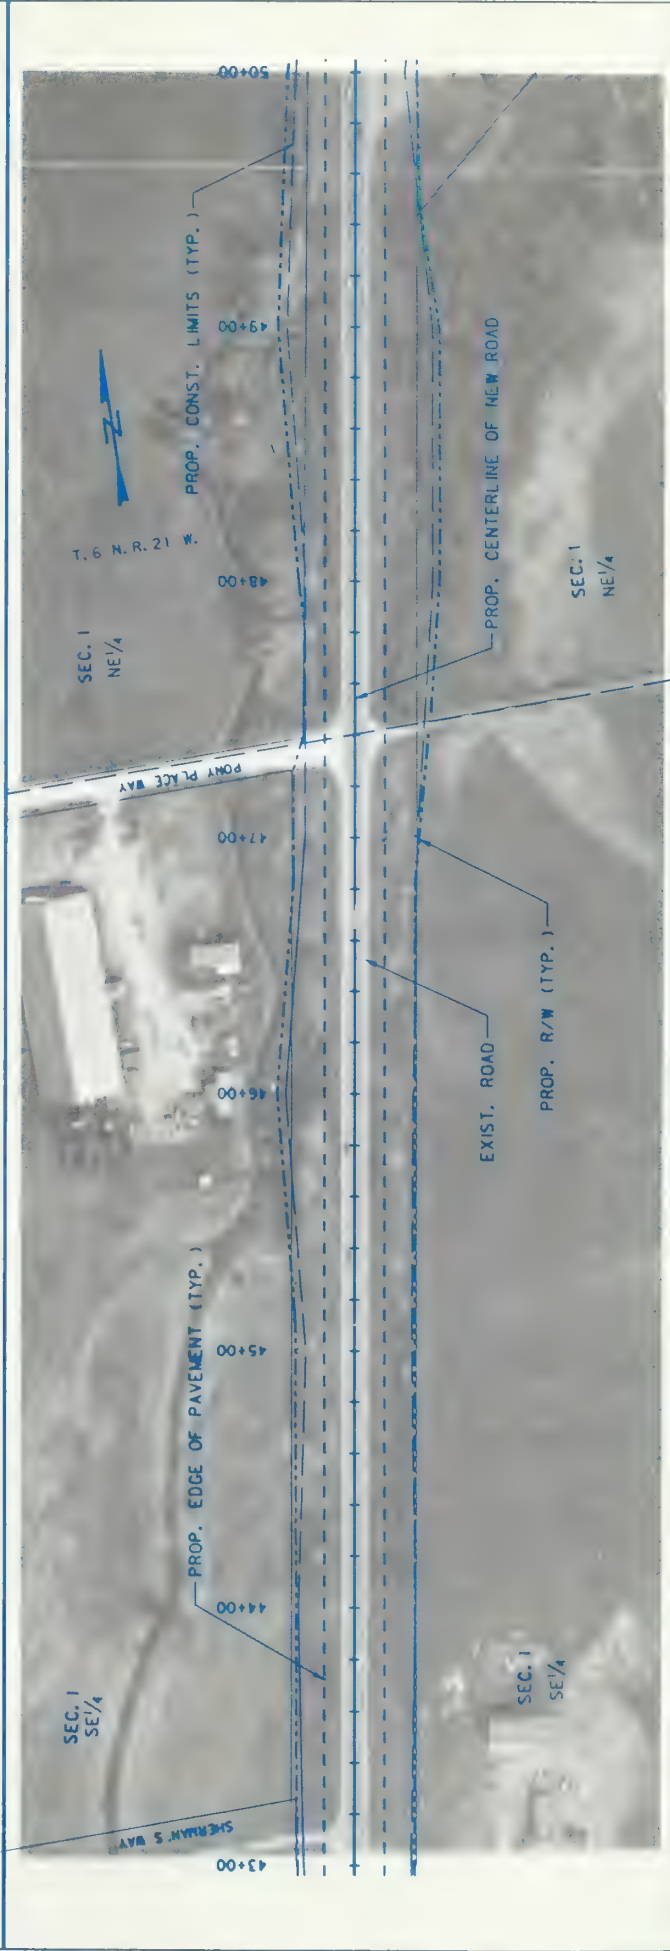 50+00
PROP. CONST. LIMITS (TYP.)
49+00
N
T. 6 N. R. 21 W.
48+00
SEC. 1
NE¼
PROP. CENTERLINE OF NEW ROAD
SEC. 1
NE¼
PONY PLACE WAY
47+00
EXIST. ROAD
PROP. R/W (TYP.)
46+00
PROP. EDGE OF PAVEMENT (TYP.)
45+00
44+00
SEC. 1
SE¼
SEC. 1
SE¼
SHERMAN'S WAY
43+00